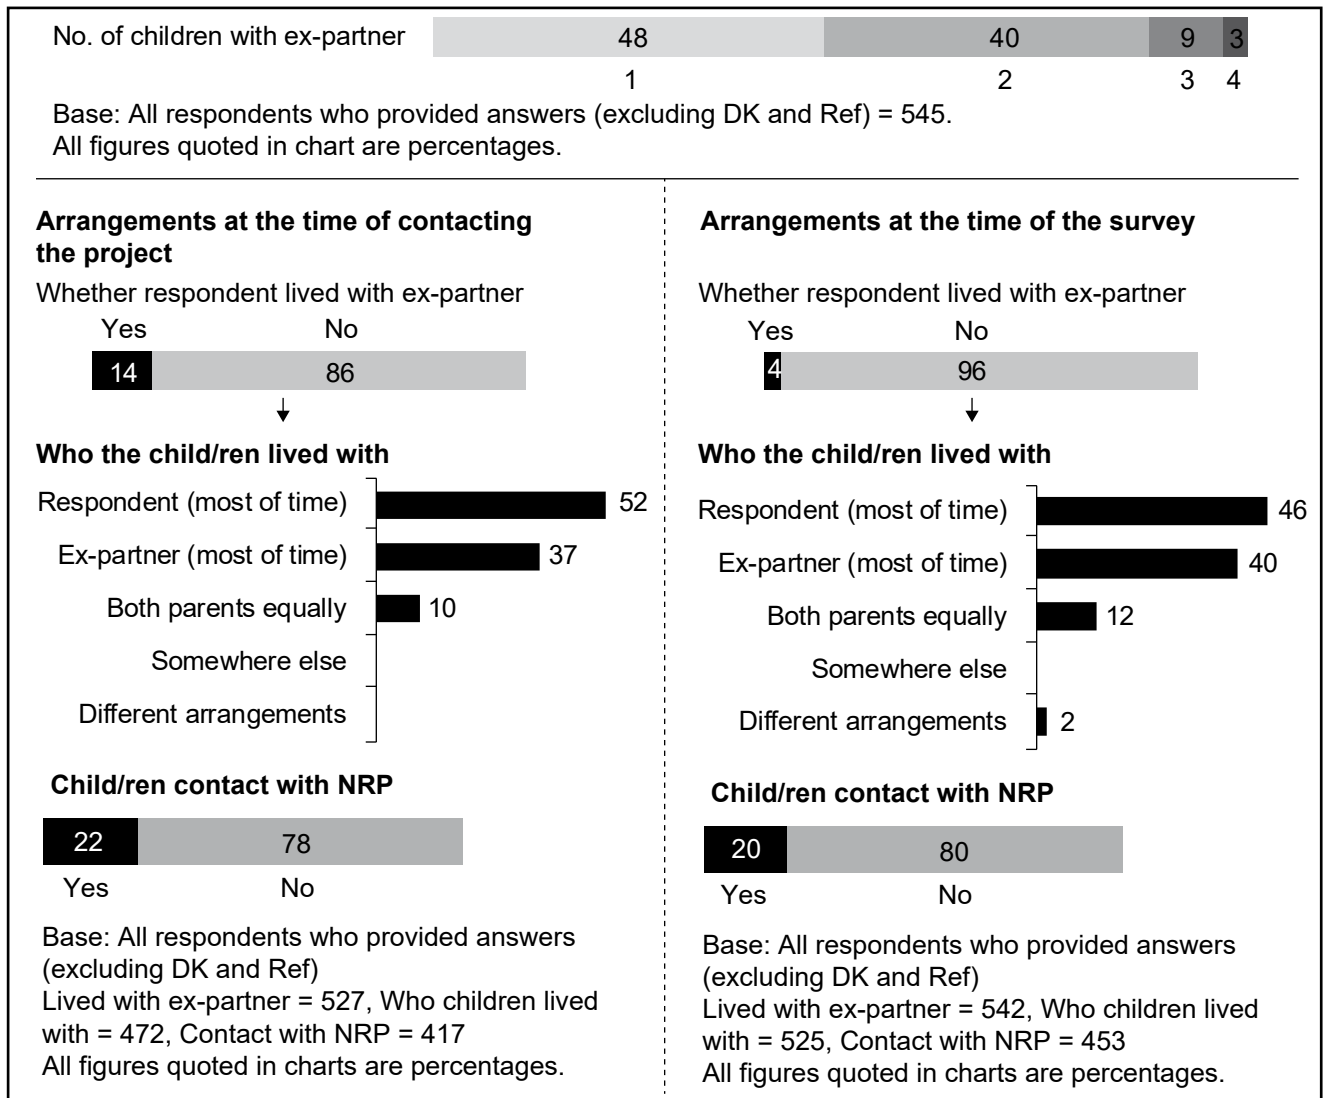 No. of children with ex-partner
48 40 9 3
1 2 3 4
Base: All respondents who provided answers (excluding DK and Ref) = 545.
All figures quoted in chart are percentages.
Arrangements at the time of contacting
the project
Whether respondent lived with ex-partner
Yes No
14 86
Who the child/ren lived with
Respondent (most of time) 52
Ex-partner (most of time) 37
Both parents equally 10
Somewhere else
Different arrangements
Child/ren contact with NRP
22 78
Yes No
Base: All respondents who provided answers
(excluding DK and Ref)
Lived with ex-partner = 527, Who children lived
with = 472, Contact with NRP = 417
All figures quoted in charts are percentages.
Arrangements at the time of the survey
Whether respondent lived with ex-partner
Yes No
4 96
Who the child/ren lived with
Respondent (most of time) 46
Ex-partner (most of time) 40
Both parents equally 12
Somewhere else
Different arrangements 2
Child/ren contact with NRP
20 80
Yes No
Base: All respondents who provided answers
(excluding DK and Ref)
Lived with ex-partner = 542, Who children lived
with = 525, Contact with NRP = 453
All figures quoted in charts are percentages.